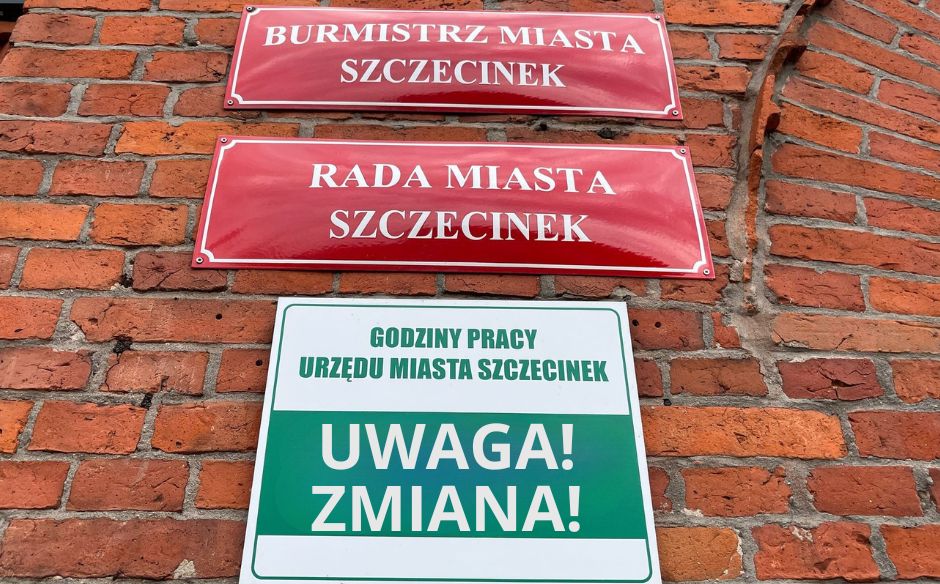 BURMISTRZ MIASTA
SZCZECINEK
RADA MIASTA
SZCZECINEK
GODZINY PRACY
URZĘDU MIASTA SZCZECINEK
UWAGA!
ZMIANA!